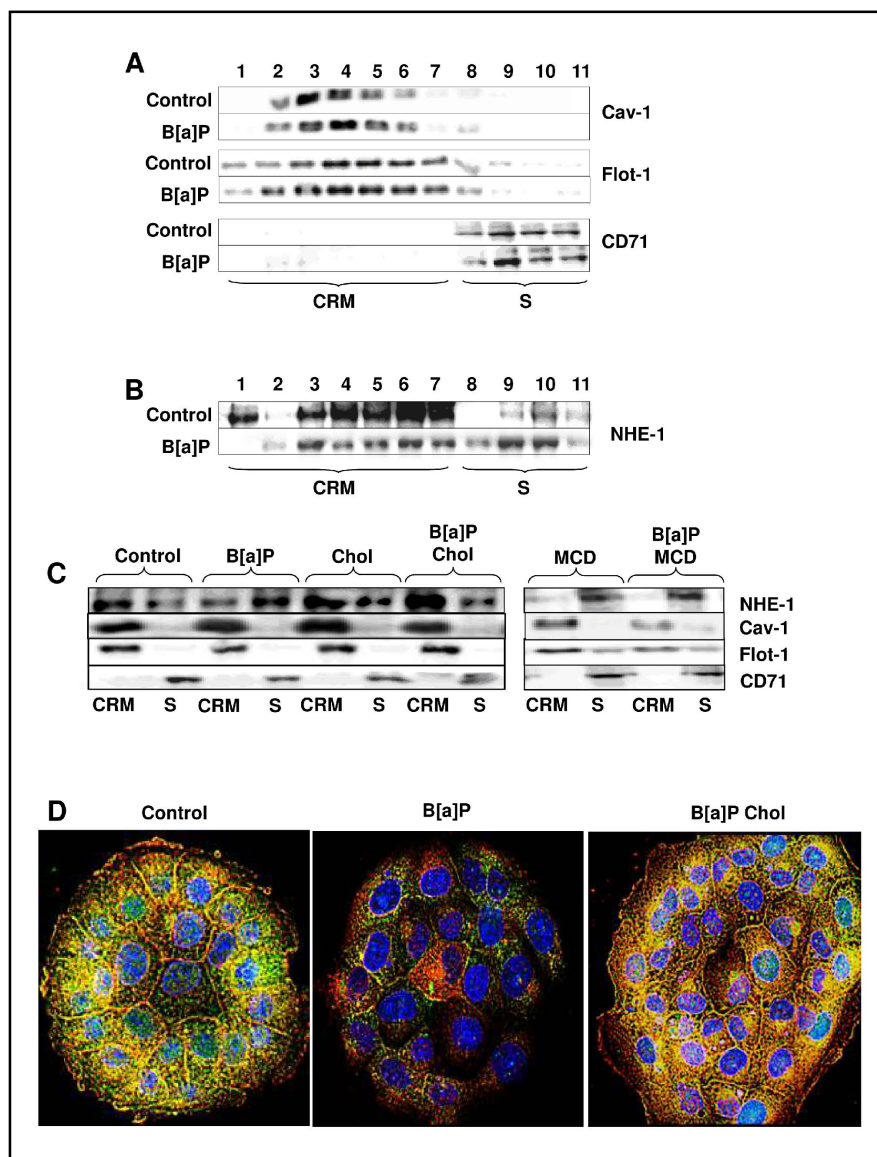 A
1 2 3 4 5 6 7 8 9 10 11
Control
B[a]P
Cav-1
Control
B[a]P
Flot-1
Control
B[a]P
CD71
CRM S
B
1 2 3 4 5 6 7 8 9 10 11
Control
B[a]P
NHE-1
CRM S
C
Control B[a]P Chol B[a]P Chol MCD B[a]P MCD
NHE-1
Cav-1
Flot-1
CD71
CRM S CRM S CRM S CRM S CRM S CRM S
D
Control B[a]P B[a]P Chol